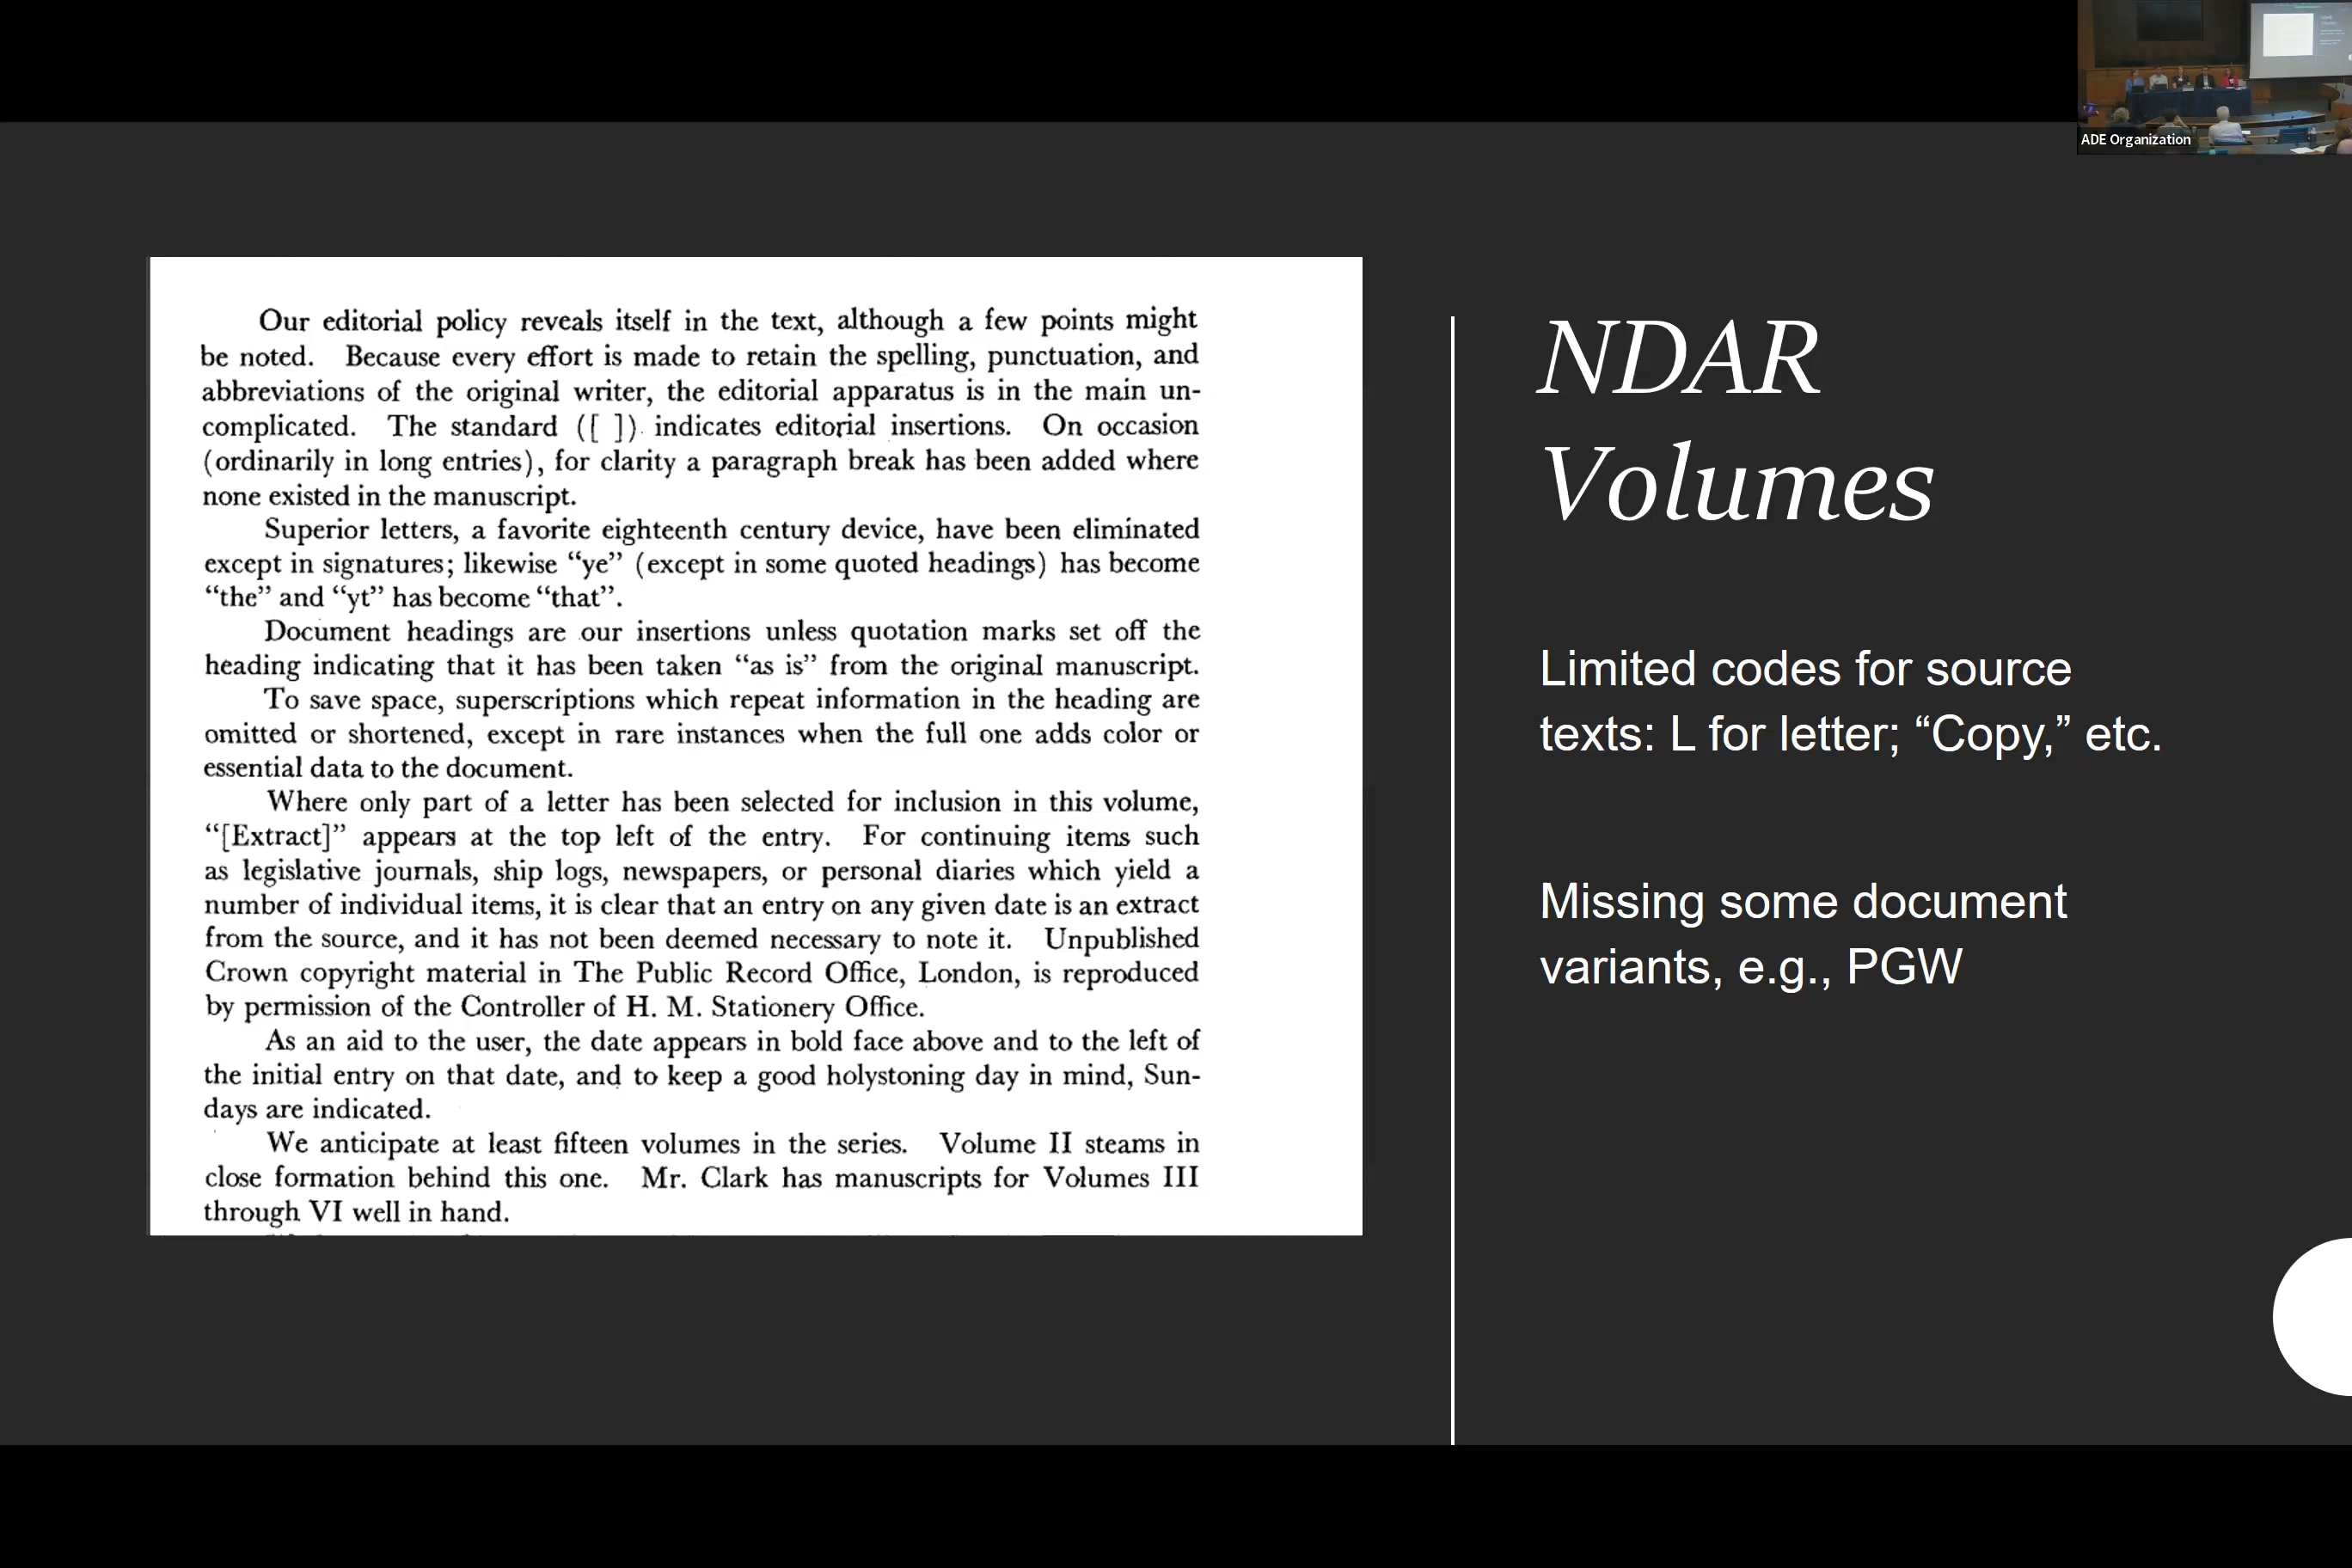 ADE Organization
Our editorial policy reveals itself in the text, although a few points might
be noted. Because every effort is made to retain the spelling, punctuation, and
abbreviations of the original writer, the editorial apparatus is in the main un-
complicated. The standard ([ ]) indicates editorial insertions. On occasion
(ordinarily in long entries), for clarity a paragraph break has been added where
none existed in the manuscript.
Superior letters, a favorite eighteenth century device, have been eliminated
except in signatures; likewise “ye” (except in some quoted headings) has become
“the” and “yt” has become “that”.
Document headings are our insertions unless quotation marks set off the
heading indicating that it has been taken “as is” from the original manuscript.
To save space, superscriptions which repeat information in the heading are
omitted or shortened, except in rare instances when the full one adds color or
essential data to the document.
Where only part of a letter has been selected for inclusion in this volume,
“[Extract]” appears at the top left of the entry. For continuing items such
as legislative journals, ship logs, newspapers, or personal diaries which yield a
number of individual items, it is clear that an entry on any given date is an extract
from the source, and it has not been deemed necessary to note it. Unpublished
Crown copyright material in The Public Record Office, London, is reproduced
by permission of the Controller of H. M. Stationery Office.
As an aid to the user, the date appears in bold face above and to the left of
the initial entry on that date, and to keep a good holystoning day in mind, Sun-
days are indicated.
We anticipate at least fifteen volumes in the series. Volume II steams in
close formation behind this one. Mr. Clark has manuscripts for Volumes III
through VI well in hand.
NDAR
Volumes
Limited codes for source
texts: L for letter; “Copy,” etc.
Missing some document
variants, e.g., PGW